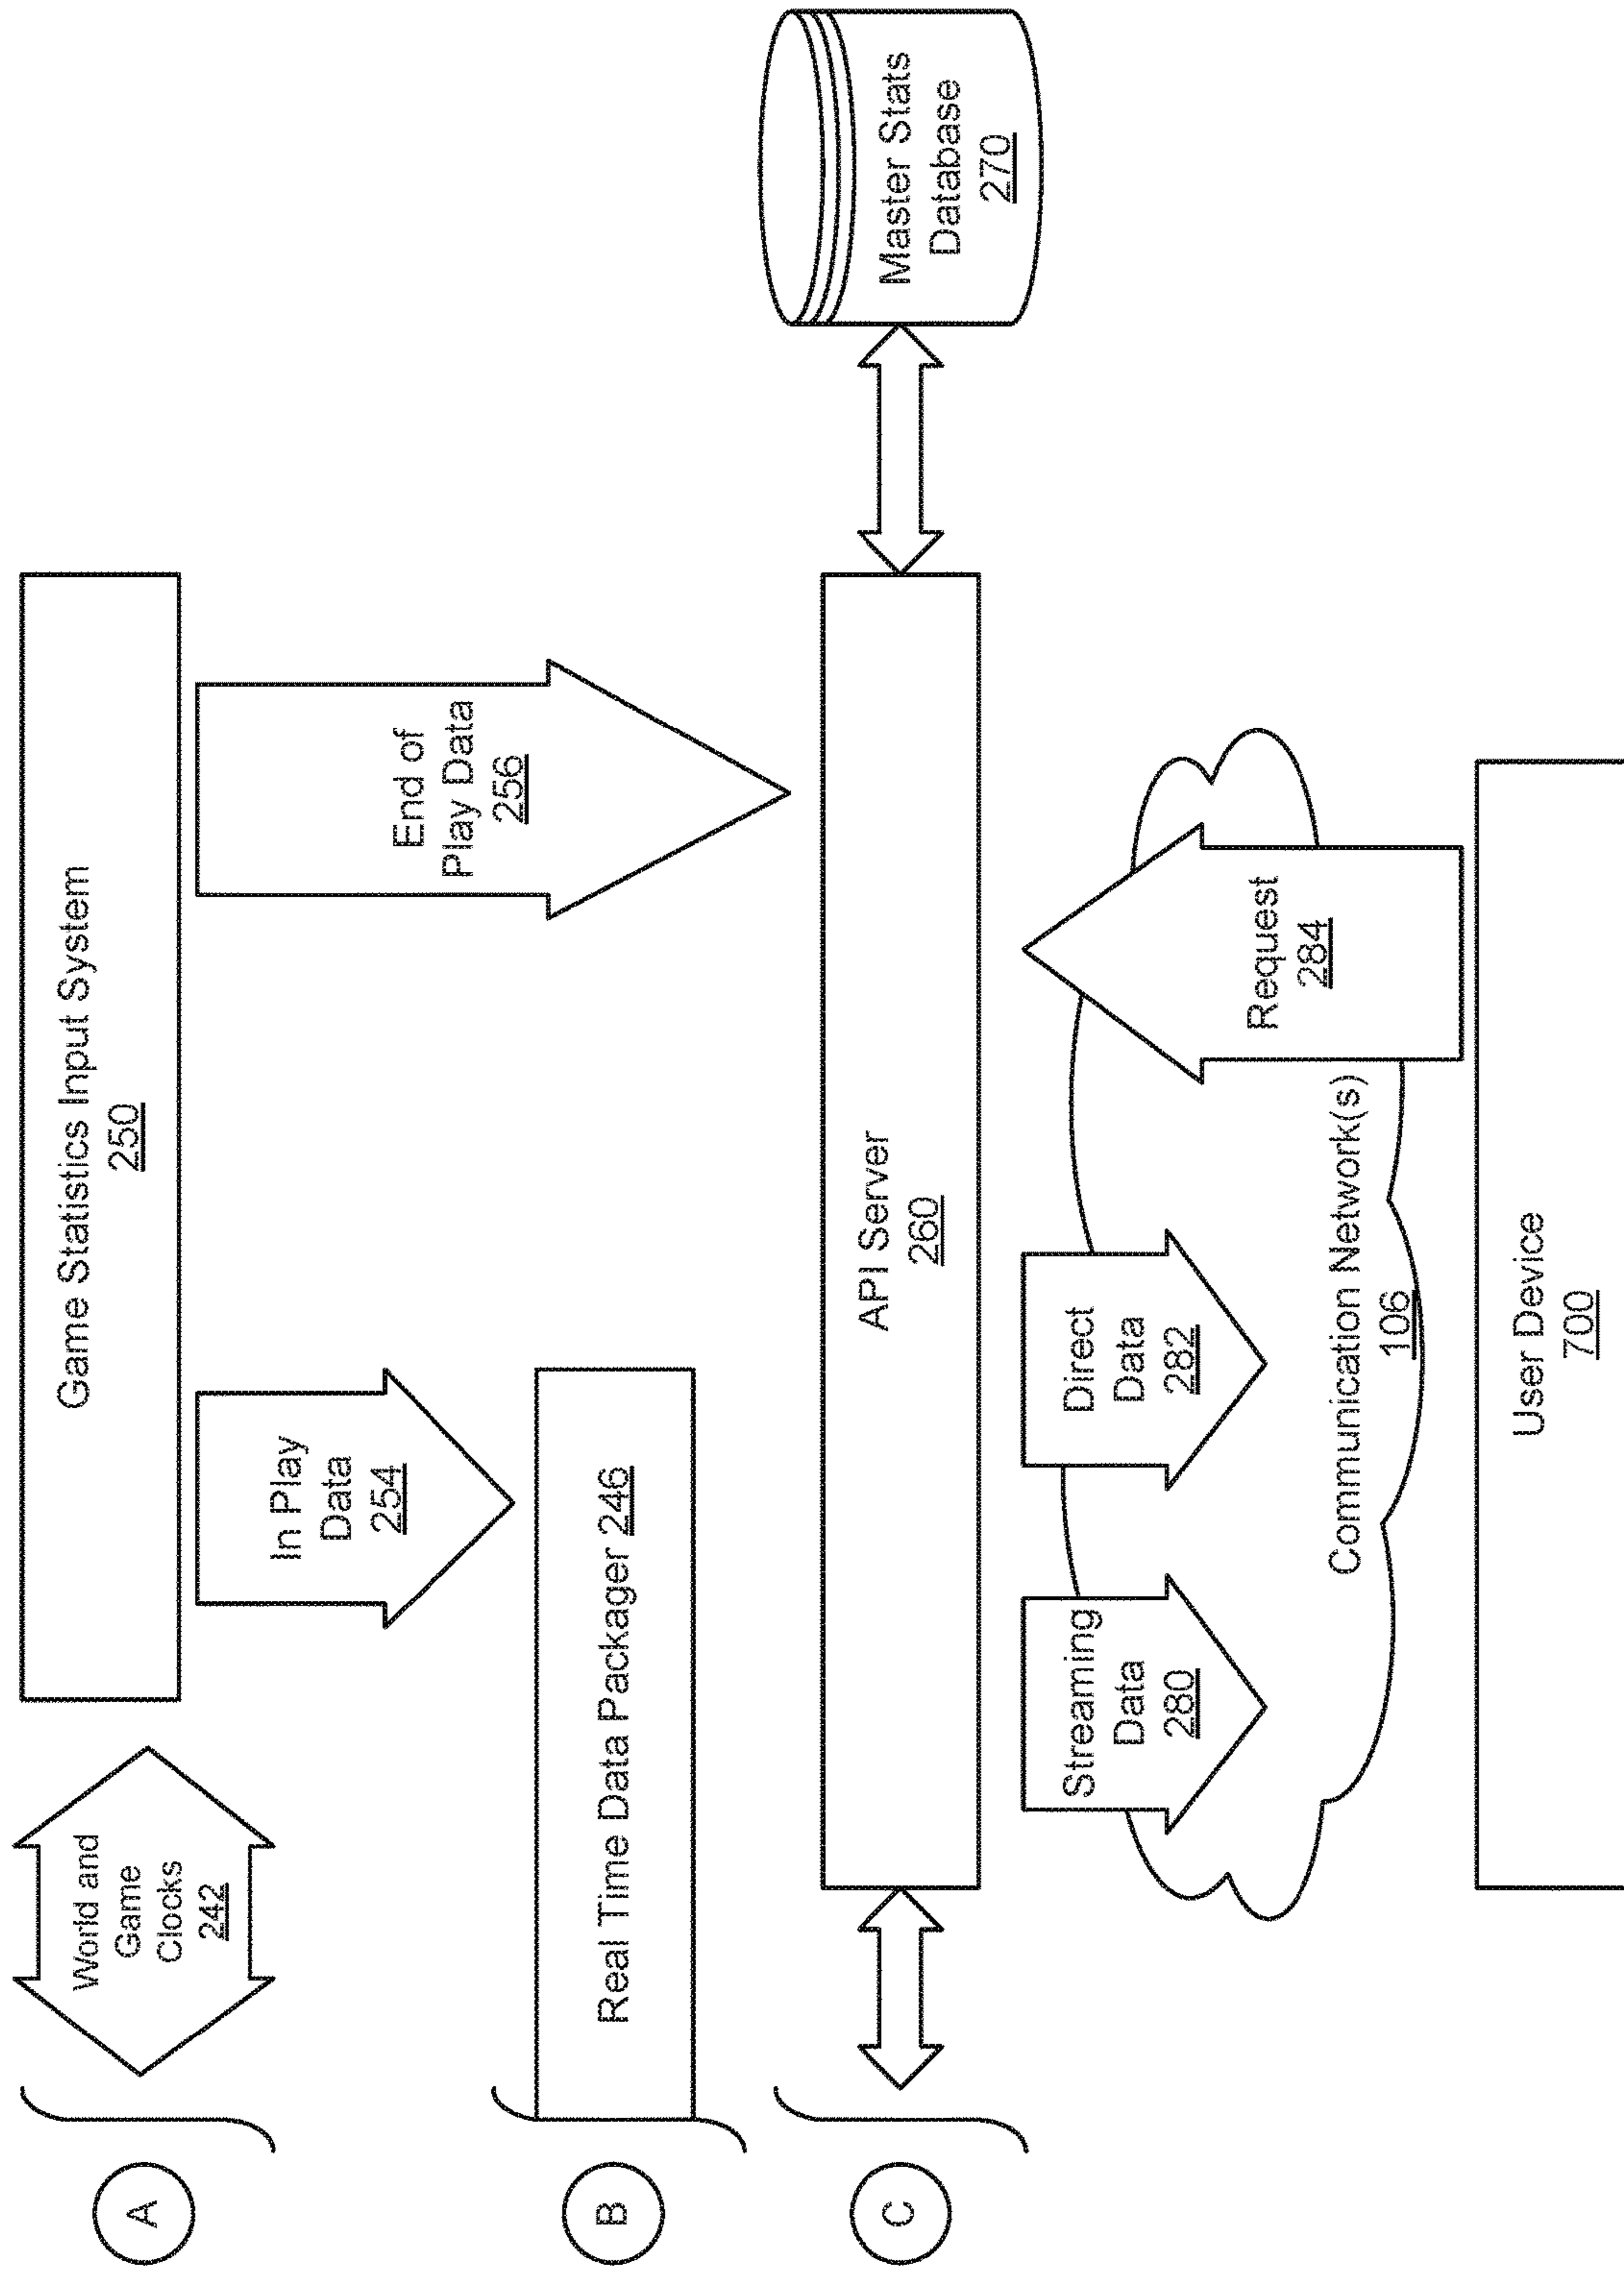 A
World and
Game
Clocks
242
Game Statistics Input System
250
In Play
Data
254
End of
Play Data
256
B
Real Time Data Packager 246
C
API Server
260
Master Stats
Database
270
Streaming
Data
280
Direct
Data
282
Request
284
Communication Network(s)
106
User Device
700